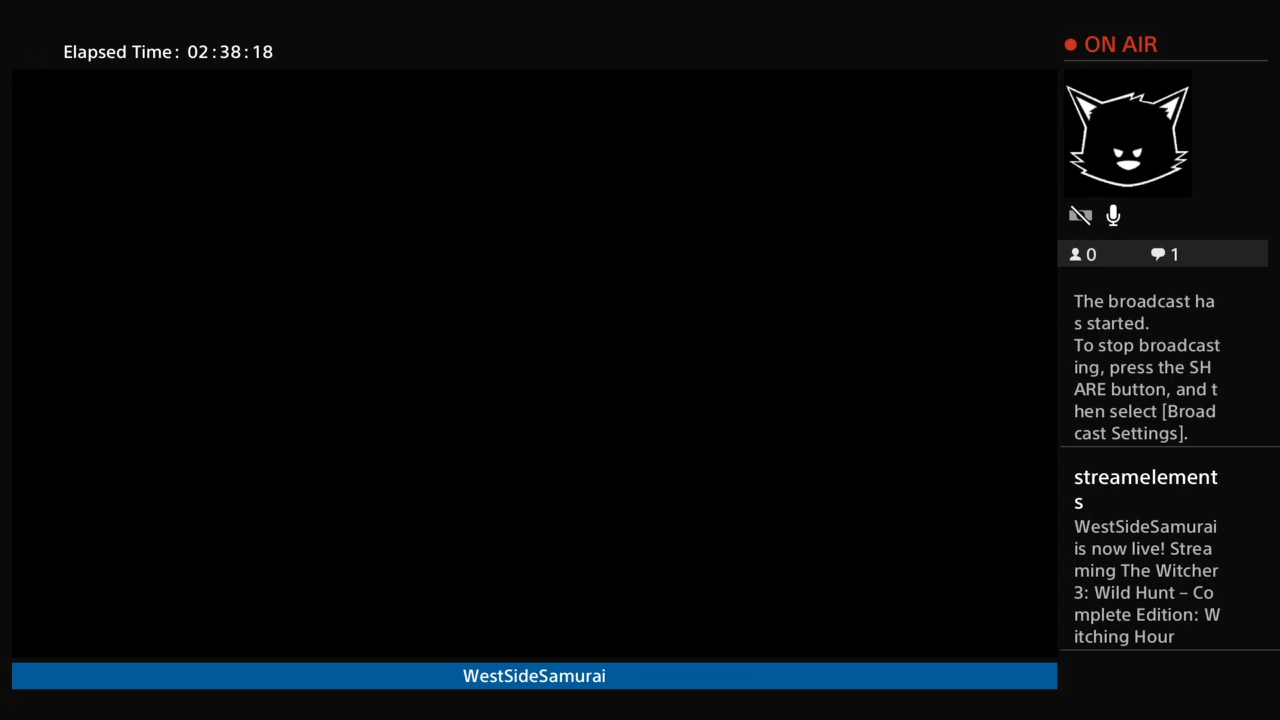 Elapsed Time: 02:38:18
ON AIR
0 1
The broadcast ha
s started.
To stop broadcast
ing, press the SH
ARE button, and t
hen select [Broad
cast Settings].
streamelement
s
WestSideSamurai
is now live! Strea
ming The Witcher
3: Wild Hunt – Co
mplete Edition: W
itching Hour
WestSideSamurai